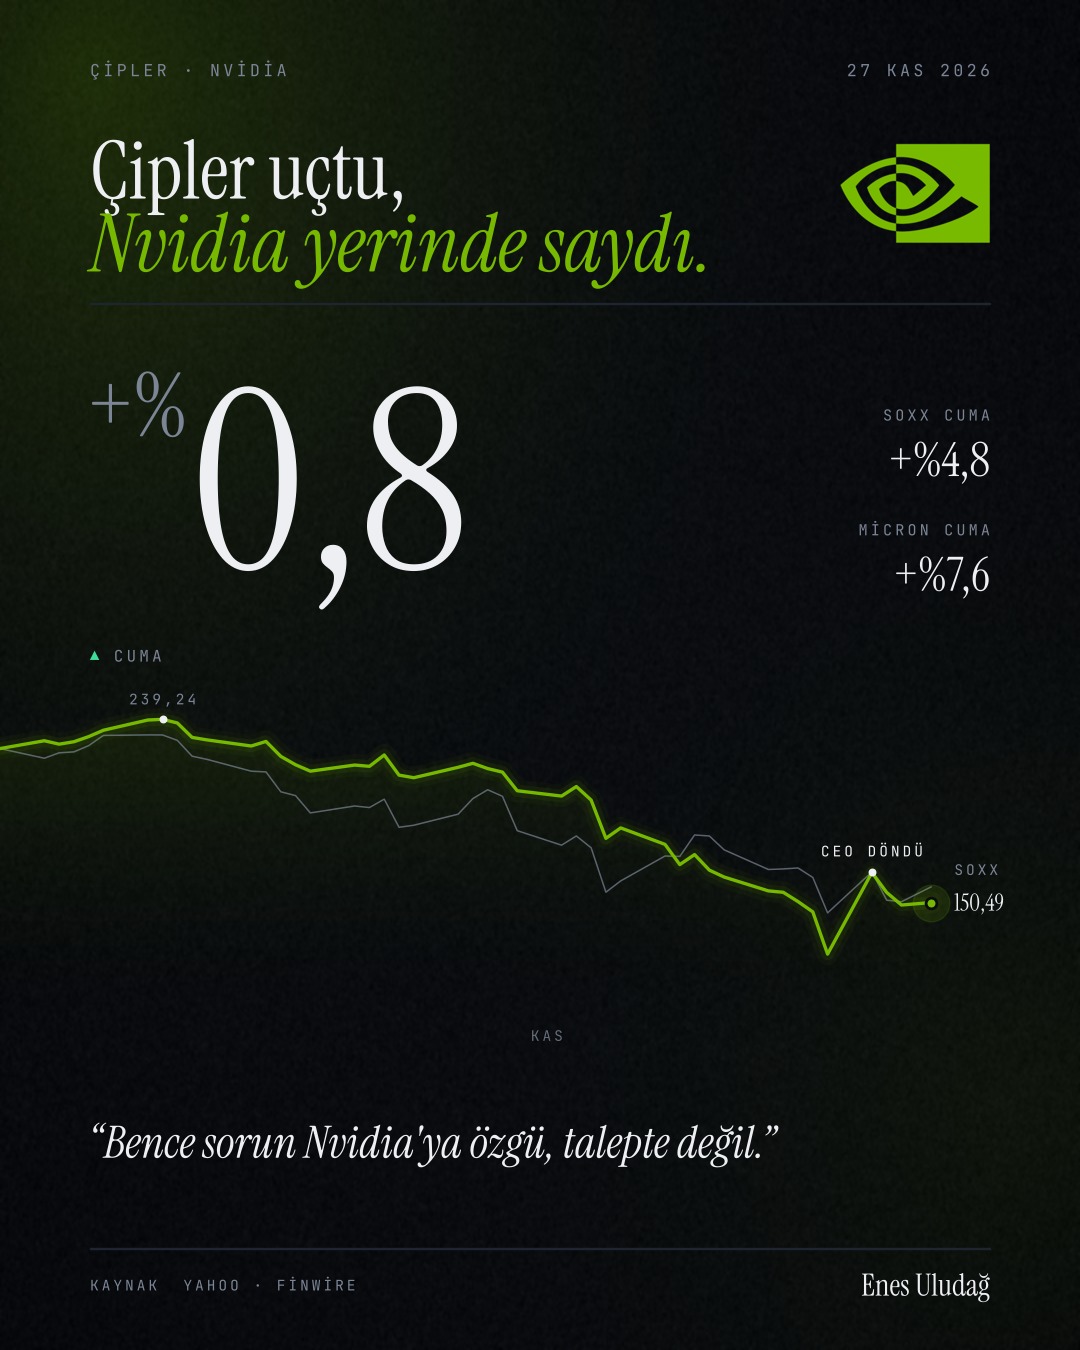 ÇİPLER · NVİDİA
27 KAS 2026
Çipler uçtu,
Nvidia yerinde saydı.
+%0,8
SOXX CUMA
+%4,8
MİCRON CUMA
+%7,6
▲ CUMA
239,24
CEO DÖNDÜ
SOXX
150,49
KAS
“Bence sorun Nvidia'ya özgü, talepte değil.”
KAYNAK YAHOO · FİNWİRE
Enes Uludağ